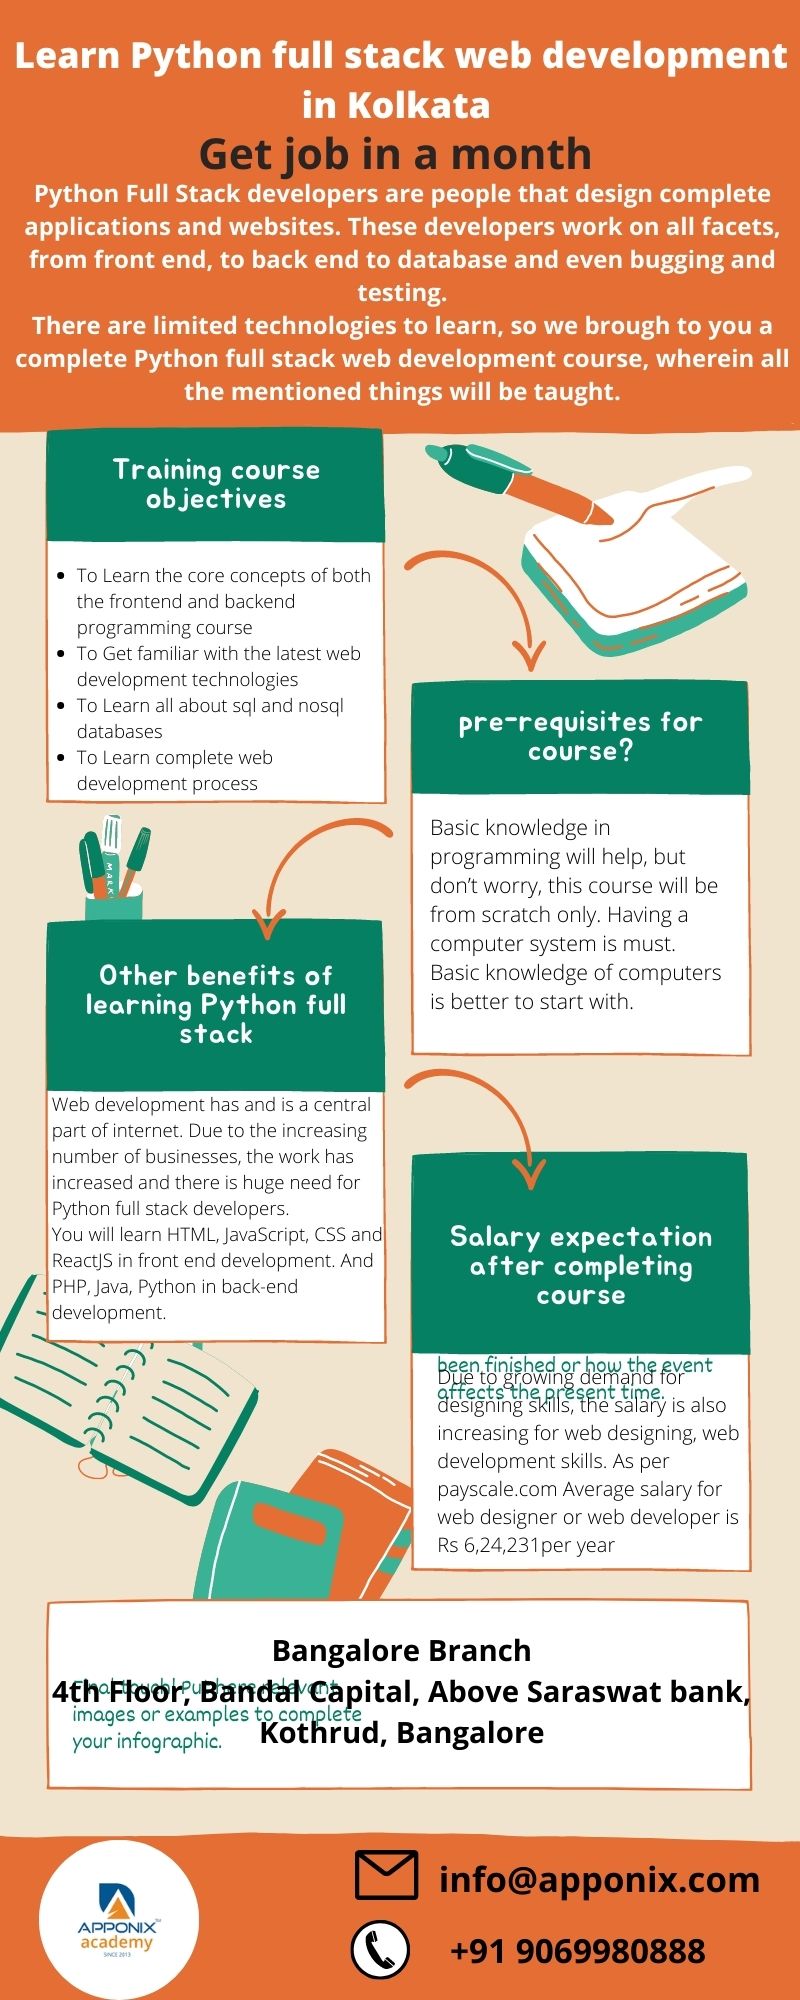 Learn Python full stack web development
in Kolkata
Get job in a month
Python Full Stack developers are people that design complete
applications and websites. These developers work on all facets,
from front end, to back end to database and even bugging and
testing.
There are limited technologies to learn, so we brough to you a
complete Python full stack web development course, wherein all
the mentioned things will be taught.
Training course
objectives
To Learn the core concepts of both
the frontend and backend
programming course
To Get familiar with the latest web
development technologies
To Learn all about sql and nosql
databases
To Learn complete web
development process
pre-requisites for
course?
Basic knowledge in
programming will help, but
don’t worry, this course will be
from scratch only. Having a
computer system is must.
Basic knowledge of computers
is better to start with.
MARK
Other benefits of
learning Python full
stack
Web development has and is a central
part of internet. Due to the increasing
number of businesses, the work has
increased and there is huge need for
Python full stack developers.
You will learn HTML, JavaScript, CSS and
ReactJS in front end development. And
PHP, Java, Python in back-end
development.
Salary expectation
after completing
course
been finished or how the event
affects the present time.
Due to growing demand for
designing skills, the salary is also
increasing for web designing, web
development skills. As per
payscale.com Average salary for
web designer or web developer is
Rs 6,24,231per year
Bangalore Branch
4th Floor, Bandal Capital, Above Saraswat bank,
Kothrud, Bangalore
Final touch! Put here relevant
images or examples to complete
your infographic.
APPONIX
academy
SINCE 2013
info@apponix.com
+91 9069980888